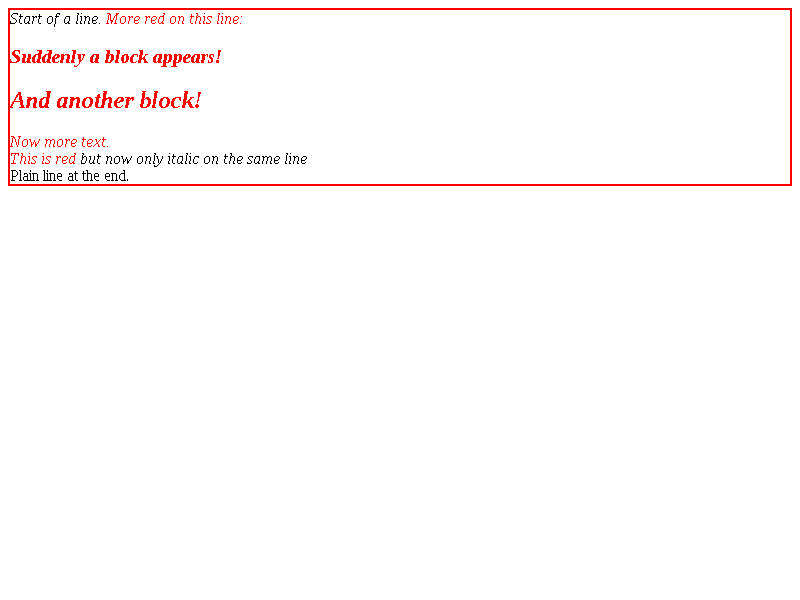 Start of a line. More red on this line:
Suddenly a block appears!
And another block!
Now more text.
This is red but now only italic on the same line
Plain line at the end.